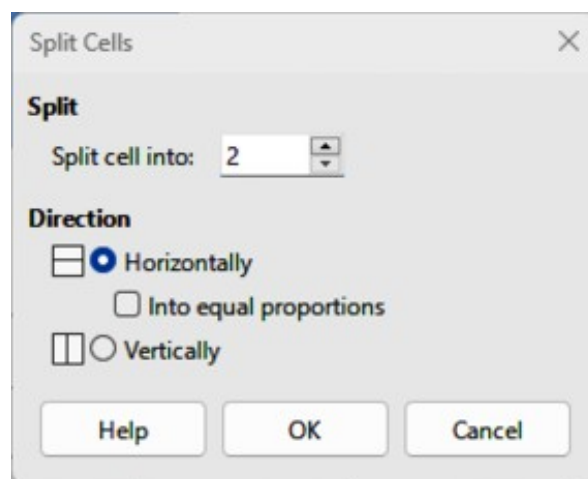 Split Cells
Split
Split cell into: 2
Direction
Horizontally
Into equal proportions
Vertically
Help OK Cancel